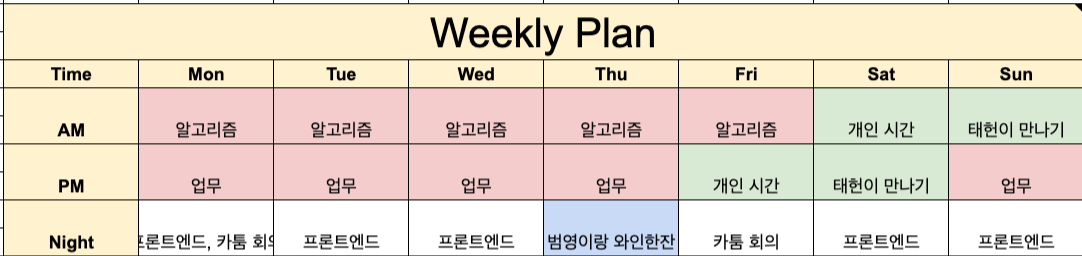 Weekly Plan
Time Mon Tue Wed Thu Fri Sat Sun
AM 알고리즘 알고리즘 알고리즘 알고리즘 알고리즘 개인 시간 태헌이 만나기
PM 업무 업무 업무 업무 개인 시간 태헌이 만나기 업무
Night 프론트엔드, 카툼 회의 프론트엔드 프론트엔드 범영이랑 와인한잔 카툼 회의 프론트엔드 프론트엔드